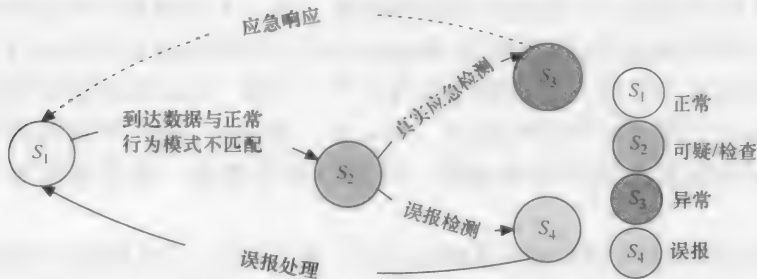 应急响应
真实应急检测
S3
S1
正常
到达数据与正常
行为模式不匹配
S1
S2
S2
可疑/检查
S3
异常
误报检测
S4
S4
误报
误报处理